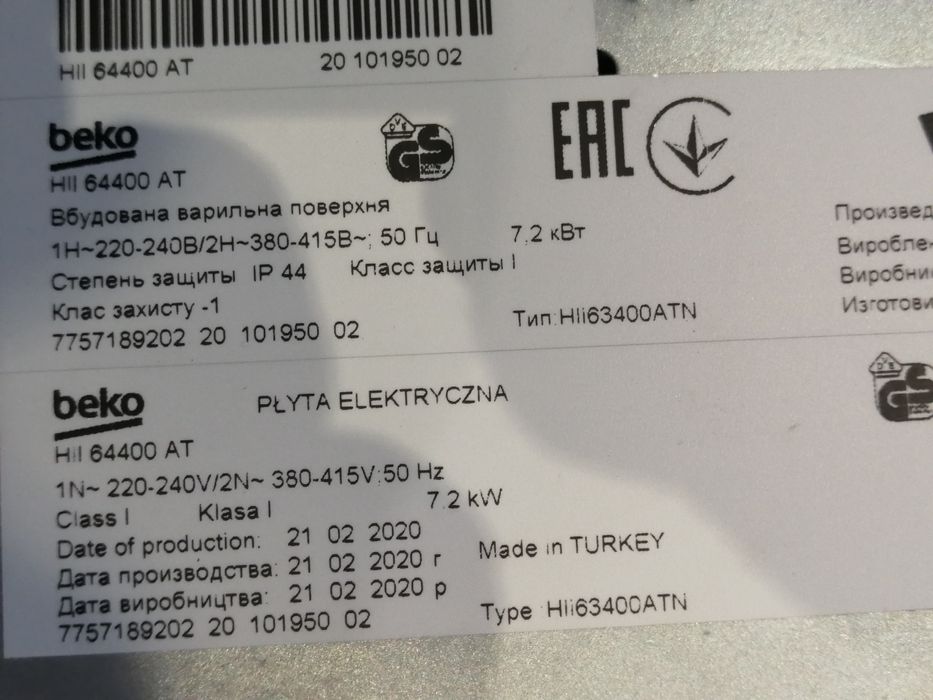 HII 64400 AT 20 101950 02
beko
DVE
GS
EAC
HII 64400 AT
Вбудована варильна поверхня
1Н~220-240В/2Н~380-415В~; 50 Гц 7,2 кВт
Степень защиты IP 44 Класс защиты I
Клас захисту -1
Тип:HIi63400ATN
7757189202 20 101950 02
Произвед
Виробле
Виробни
Изготови
beko PŁYTA ELEKTRYCZNA
DVE
GS
HII 64400 AT
1N~ 220-240V/2N~ 380-415V;50 Hz
Class I Klasa I 7.2 kW
Date of production: 21 02 2020
Дата производства: 21 02 2020 г
Made in TURKEY
Дата виробництва: 21 02 2020 р
7757189202 20 101950 02
Type :HIi63400ATN